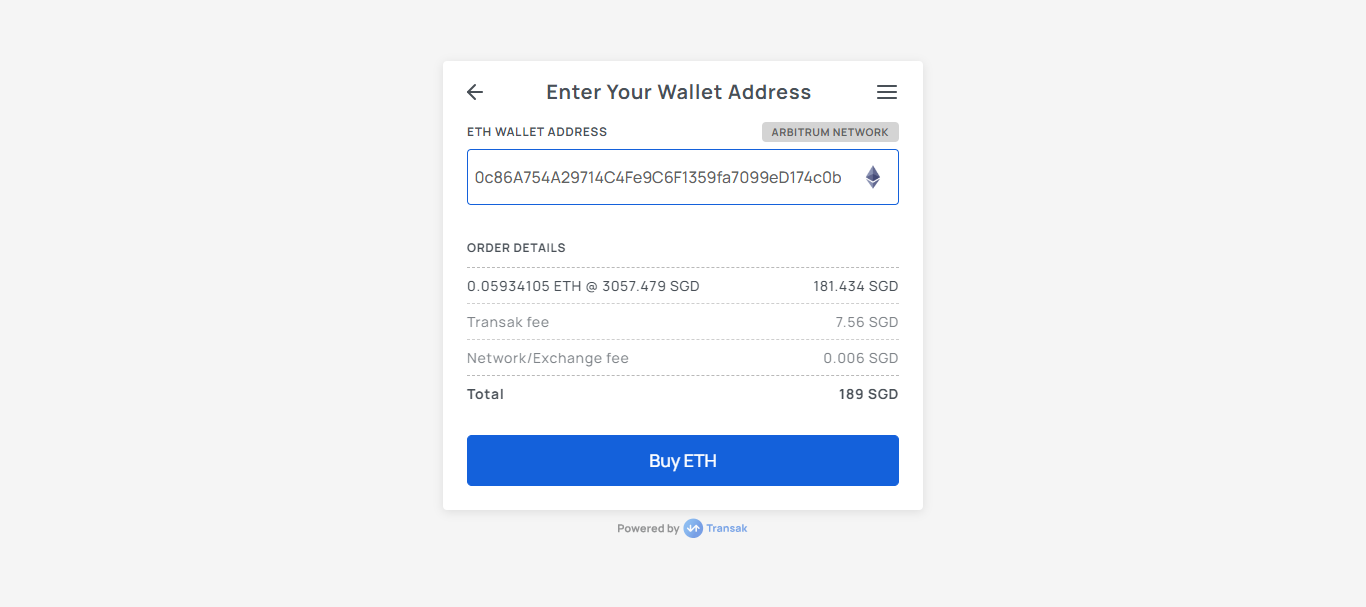 Enter Your Wallet Address
ETH WALLET ADDRESS ARBITRUM NETWORK
0c86A754A29714C4Fe9C6F1359fa7099eD174c0b
ORDER DETAILS
0.05934105 ETH @ 3057.479 SGD 181.434 SGD
Transak fee 7.56 SGD
Network/Exchange fee 0.006 SGD
Total 189 SGD
Buy ETH
Powered by Transak